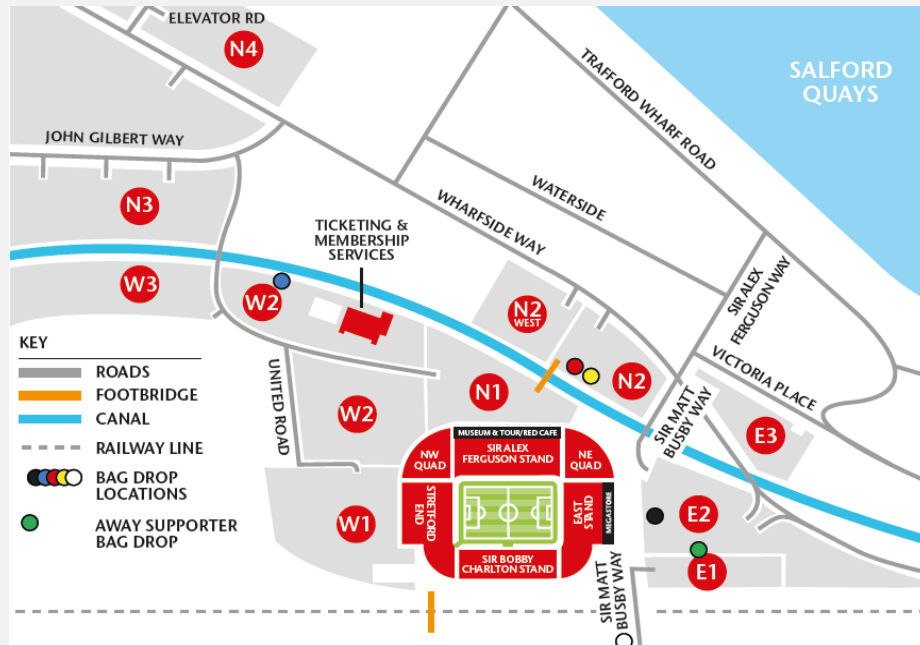 ELEVATOR RD
N4
SALFORD
QUAYS
TRAFFORD WHARF ROAD
JOHN GILBERT WAY
WATERSIDE
N3
WHARFSIDE WAY
TICKETING &
MEMBERSHIP
SERVICES
SIR ALEX
FERGUSON WAY
W3
W2
N2
WEST
KEY
ROADS
FOOTBRIDGE
CANAL
RAILWAY LINE
BAG DROP
LOCATIONS
AWAY SUPPORTER
BAG DROP
UNITED ROAD
W2
N1
N2
VICTORIA PLACE
SIR MATT
BUSBY WAY
E3
MUSEUM & TOUR/RED CAFE
NW
QUAD
SIR ALEX
FERGUSON STAND
NE
QUAD
W1
STRETFORD
END
EAST
STAND
MEGASTORE
E2
SIR BOBBY
CHARLTON STAND
E1
SIR MATT
BUSBY WAY